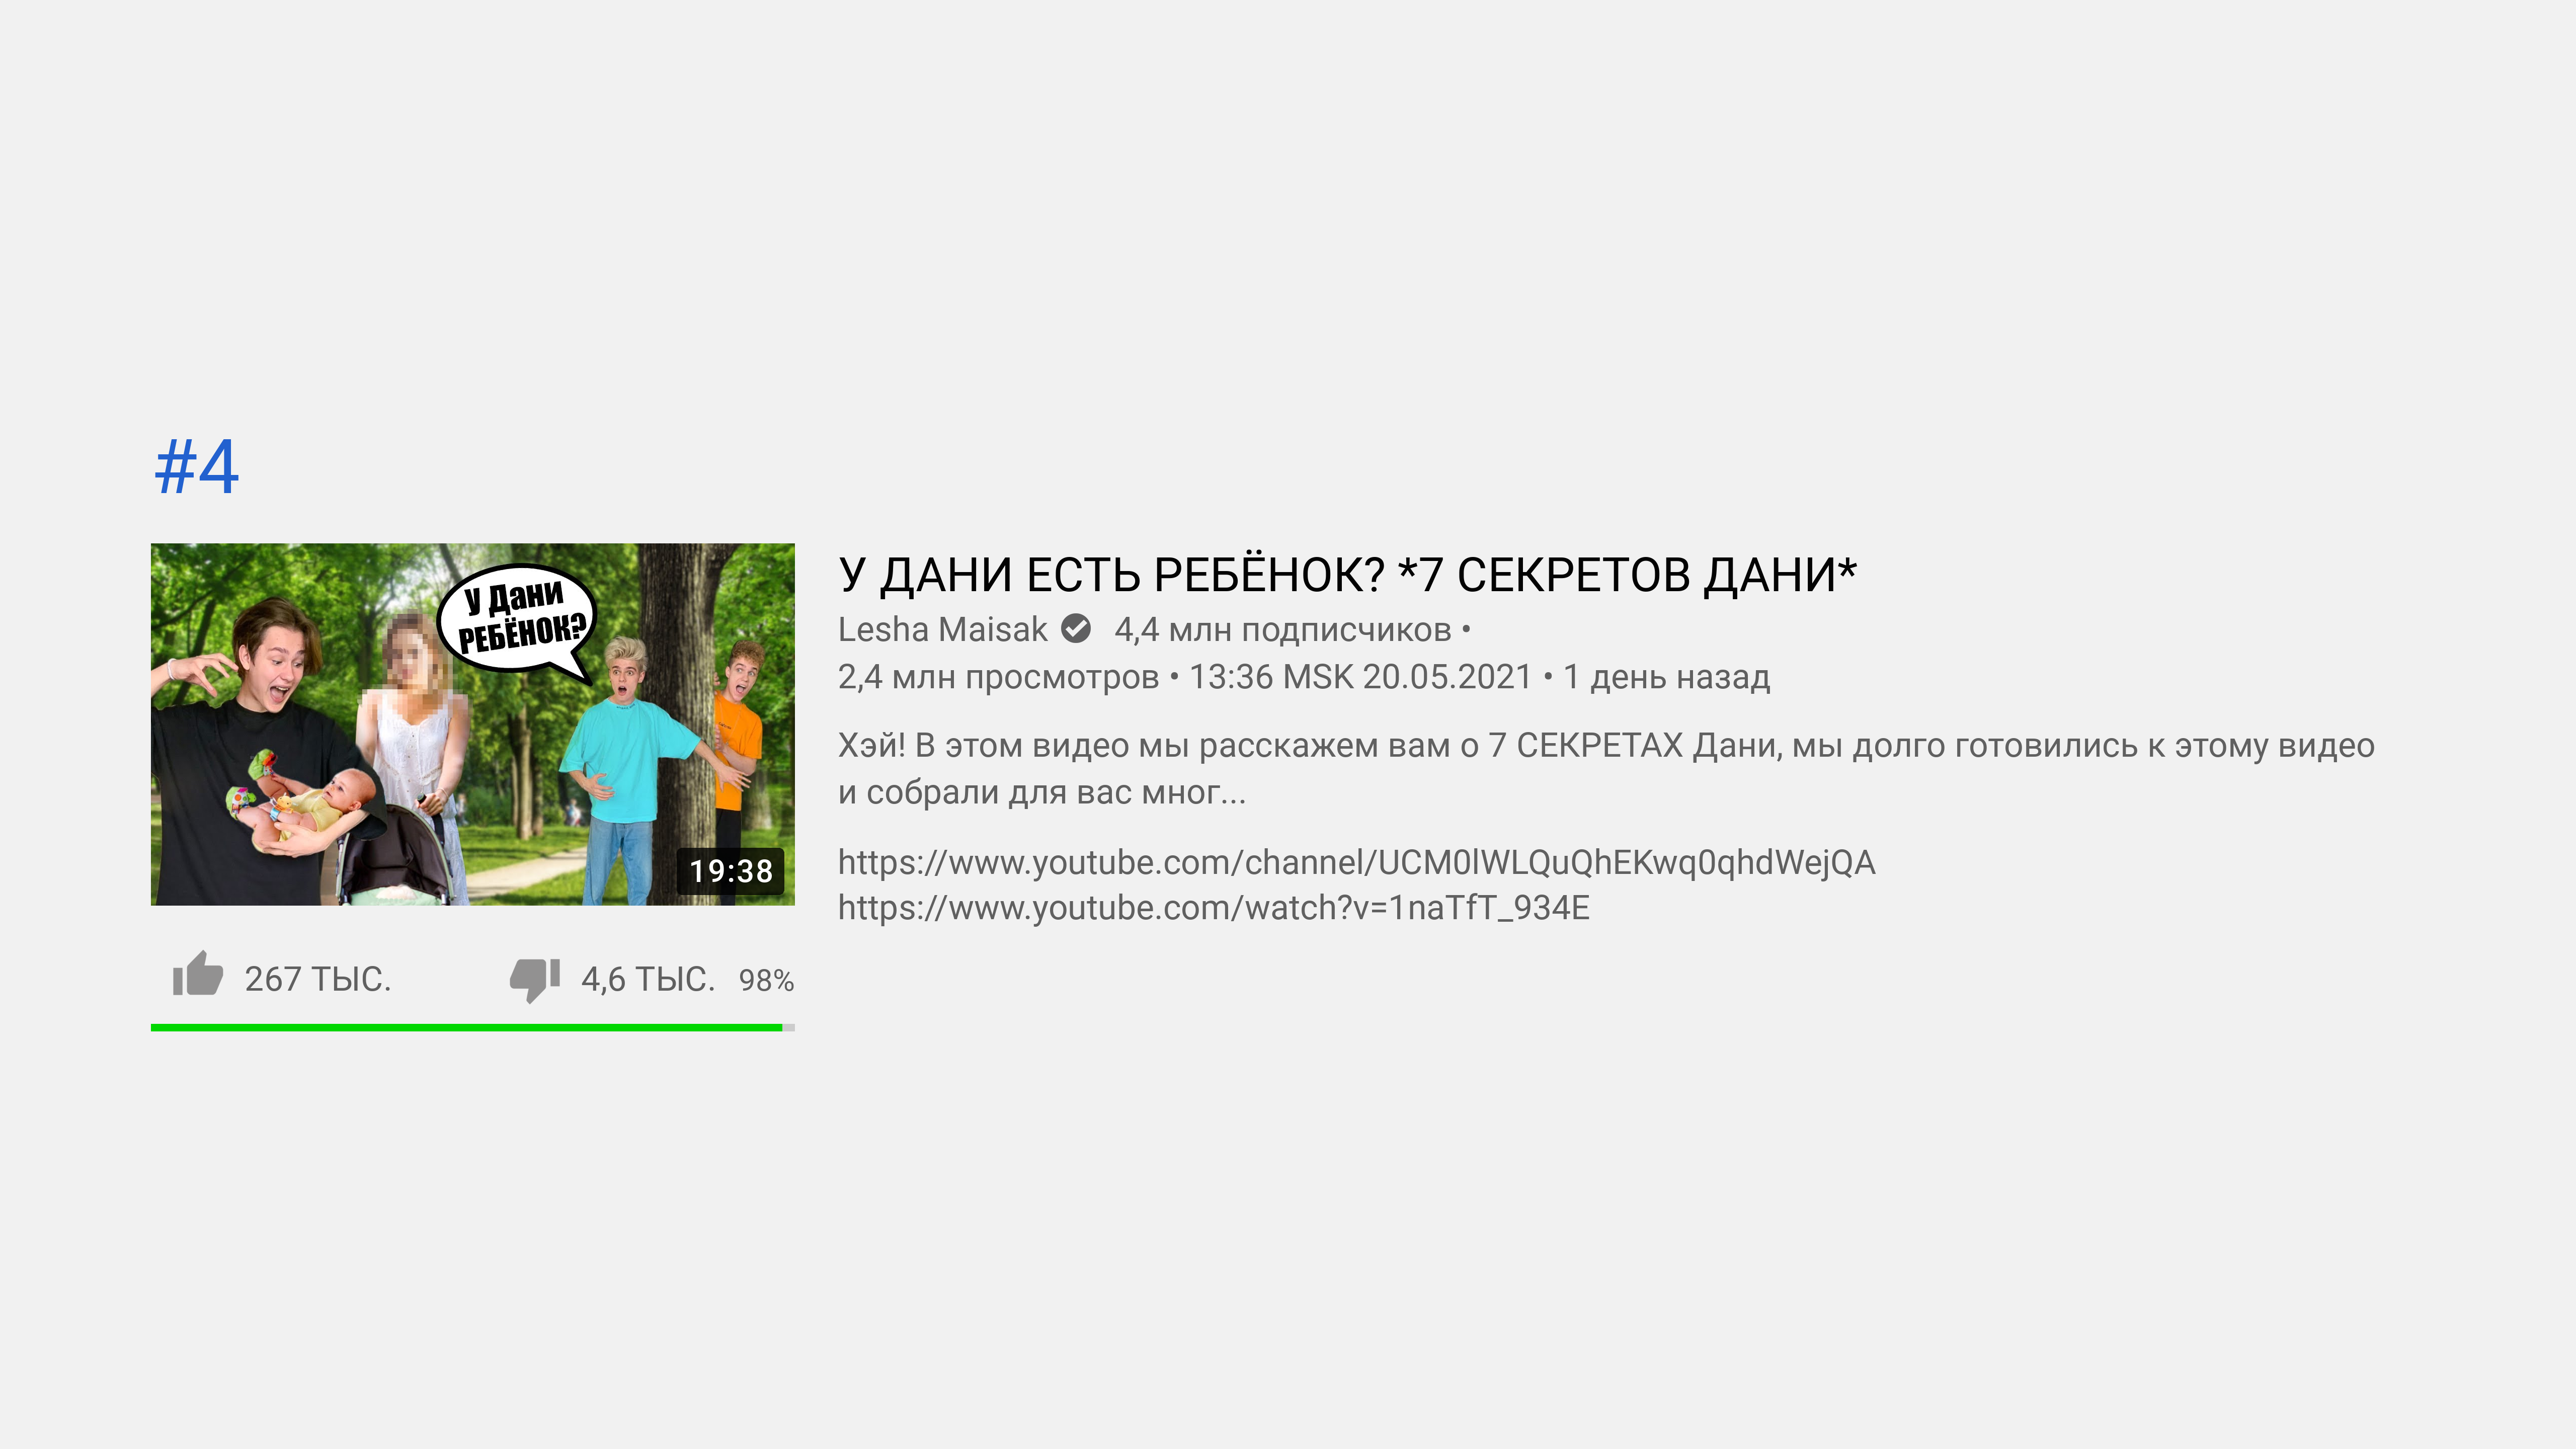 #4
У Дани
РЕБЁНОК?
19:38
267 ТЫС.
4,6 ТЫС.
98%
У ДАНИ ЕСТЬ РЕБЁНОК? *7 СЕКРЕТОВ ДАНИ*
Lesha Maisak 4,4 млн подписчиков •
2,4 млн просмотров • 13:36 MSK 20.05.2021 • 1 день назад
Хэй! В этом видео мы расскажем вам о 7 СЕКРЕТАХ Дани, мы долго готовились к этому видео
и собрали для вас мног...
https://www.youtube.com/channel/UCM0lWLQuQhEKwq0qhdWejQA
https://www.youtube.com/watch?v=1naTfT_934E